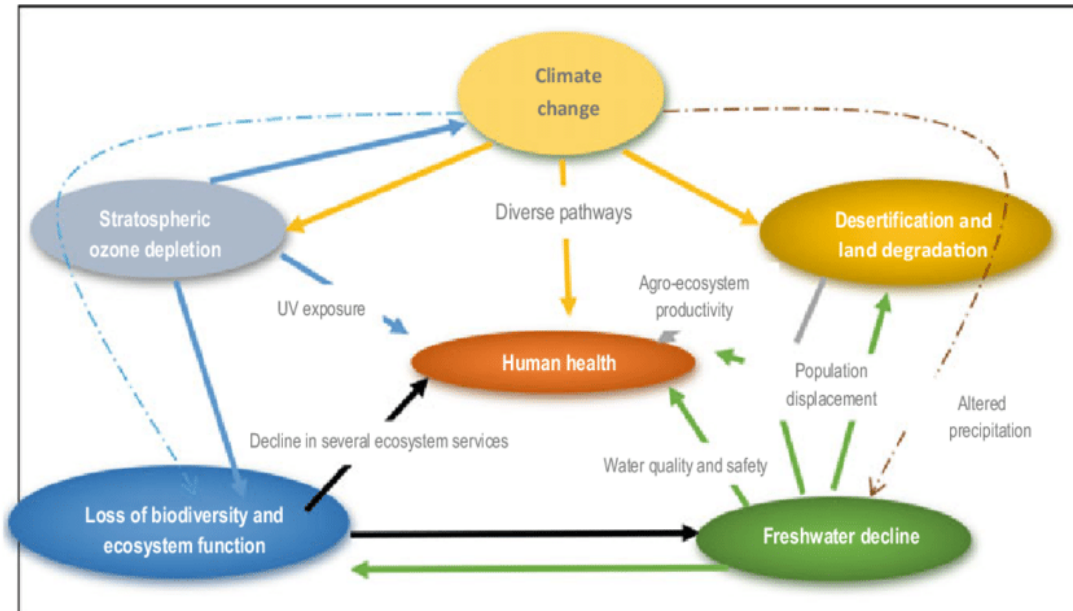 Climate
change
Stratospheric
ozone depletion
Diverse pathways
Desertification and
land degradation
UV exposure
Agro-ecosystem
productivity
Human health
Population
displacement
Altered
precipitation
Decline in several ecosystem services
Water quality and safety
Loss of biodiversity and
ecosystem function
Freshwater decline